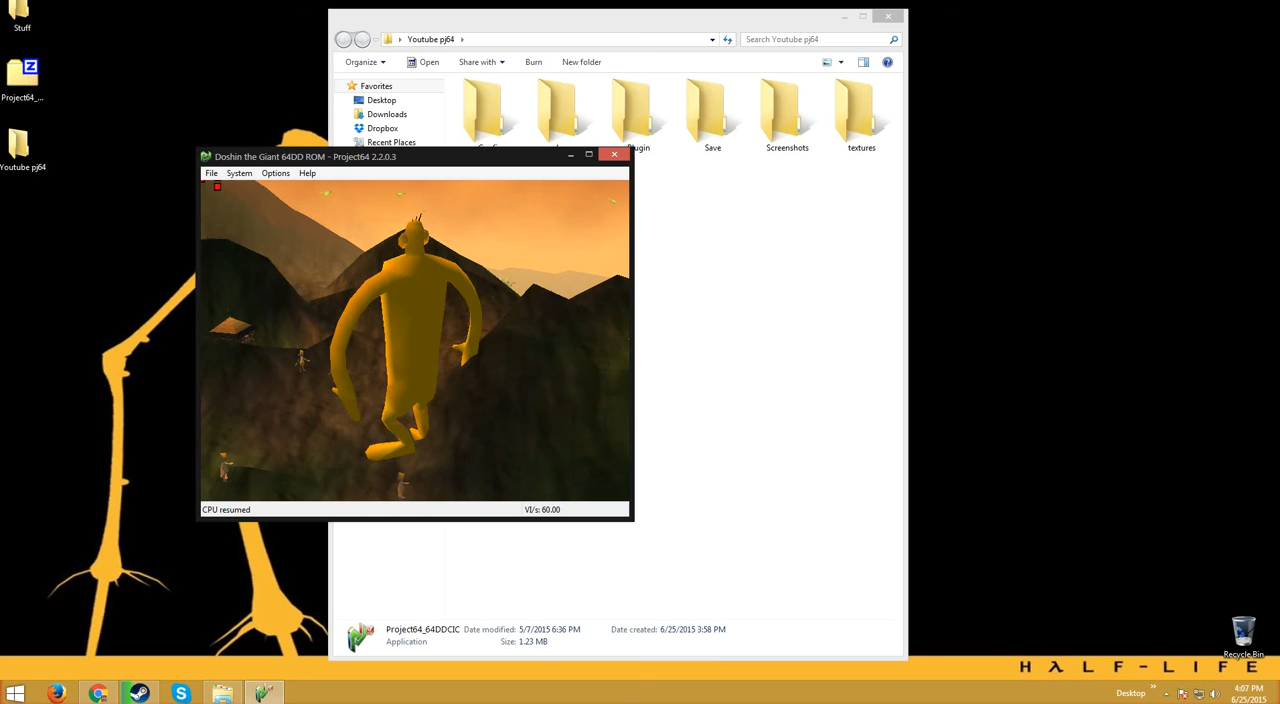 Stuff
Project64_...
Youtube pj64
Youtube pj64
Search Youtube pj64
Organize
Open
Share with
Burn
New folder
Favorites
Desktop
Downloads
Dropbox
Recent Places
Save
Screenshots
textures
Doshin the Giant 64DD ROM - Project64 2.2.0.3
File
System
Options
Help
CPU resumed
VI/s: 60.00
Project64_64DDCIC
Date modified: 5/7/2015 6:36 PM
Date created: 6/25/2015 3:58 PM
Application
Size: 1.23 MB
Recycle Bin
HλLF-LIFE
Desktop
4:07 PM
6/25/2015